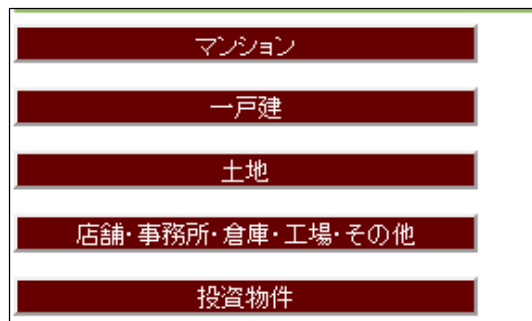 マンション
一戸建
土地
店舗・事務所・倉庫・工場・その他
投資物件